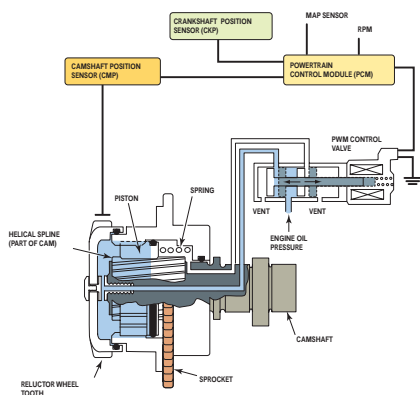 CRANKSHAFT POSITION
SENSOR (CKP)
MAP SENSOR
RPM
CAMSHAFT POSITION
SENSOR (CMP)
POWERTRAIN
CONTROL MODULE (PCM)
PWM CONTROL
VALVE
SPRING
PISTON
HELICAL SPLINE
(PART OF CAM)
VENT
VENT
ENGINE OIL
PRESSURE
CAMSHAFT
SPROCKET
RELUCTOR WHEEL
TOOTH